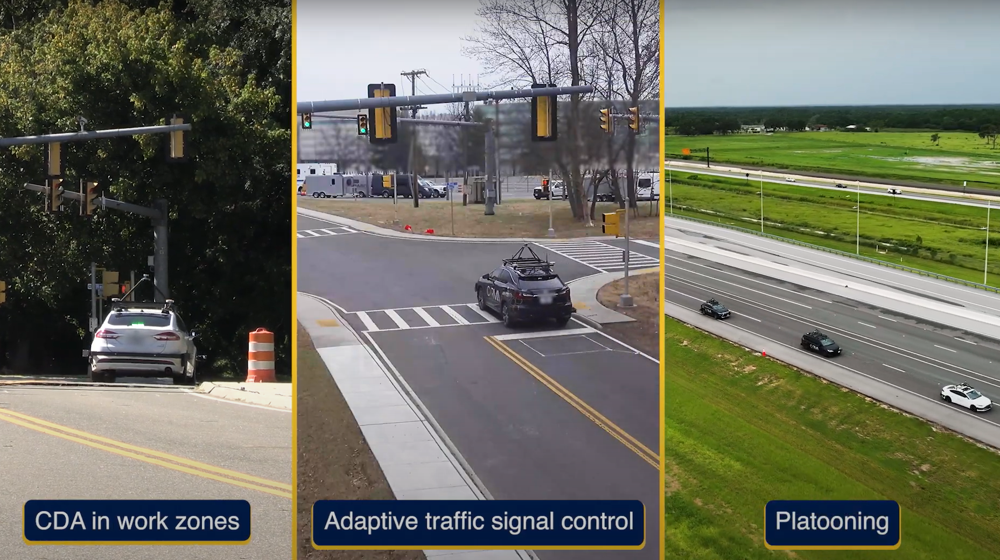 CDA in work zones
Adaptive traffic signal control
Platooning